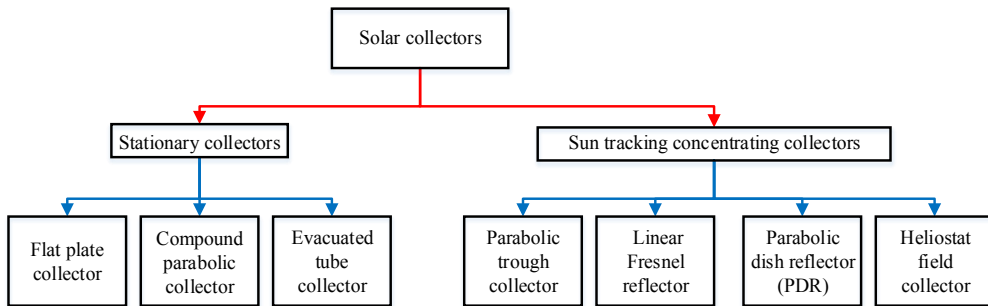 Solar collectors
Stationary collectors
Sun tracking concentrating collectors
Flat plate
collector
Compound
parabolic
collector
Evacuated
tube
collector
Parabolic
trough
collector
Linear
Fresnel
reflector
Parabolic
dish reflector
(PDR)
Heliostat
field
collector